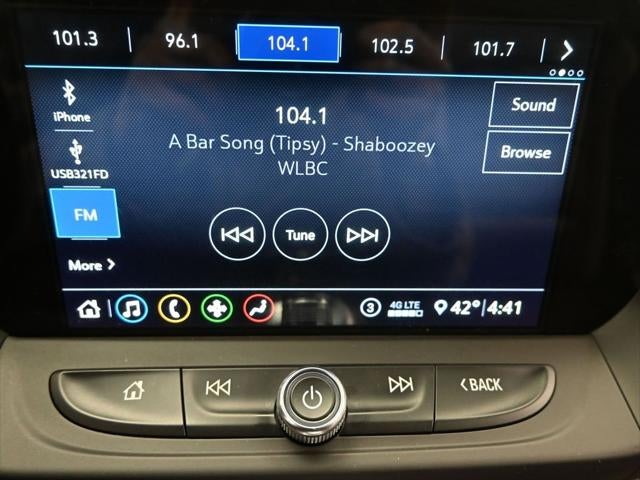 101.3 96.1 104.1 102.5 101.7
iPhone
104.1
Sound
A Bar Song (Tipsy) - Shaboozey
WLBC
Browse
USB321FD
FM
Tune
More
3 4G LTE 42° 4:41
BACK